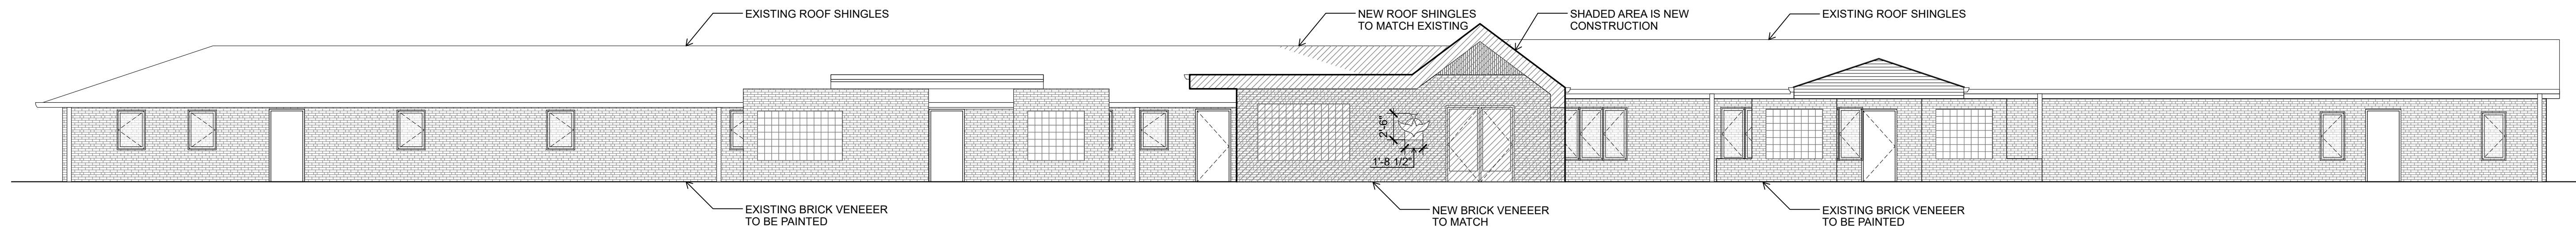 EXISTING ROOF SHINGLES
NEW ROOF SHINGLES
TO MATCH EXISTING
SHADED AREA IS NEW
CONSTRUCTION
EXISTING ROOF SHINGLES
2'-6"
1'-8 1/2"
EXISTING BRICK VENEEER
TO BE PAINTED
NEW BRICK VENEEER
TO MATCH
EXISTING BRICK VENEEER
TO BE PAINTED